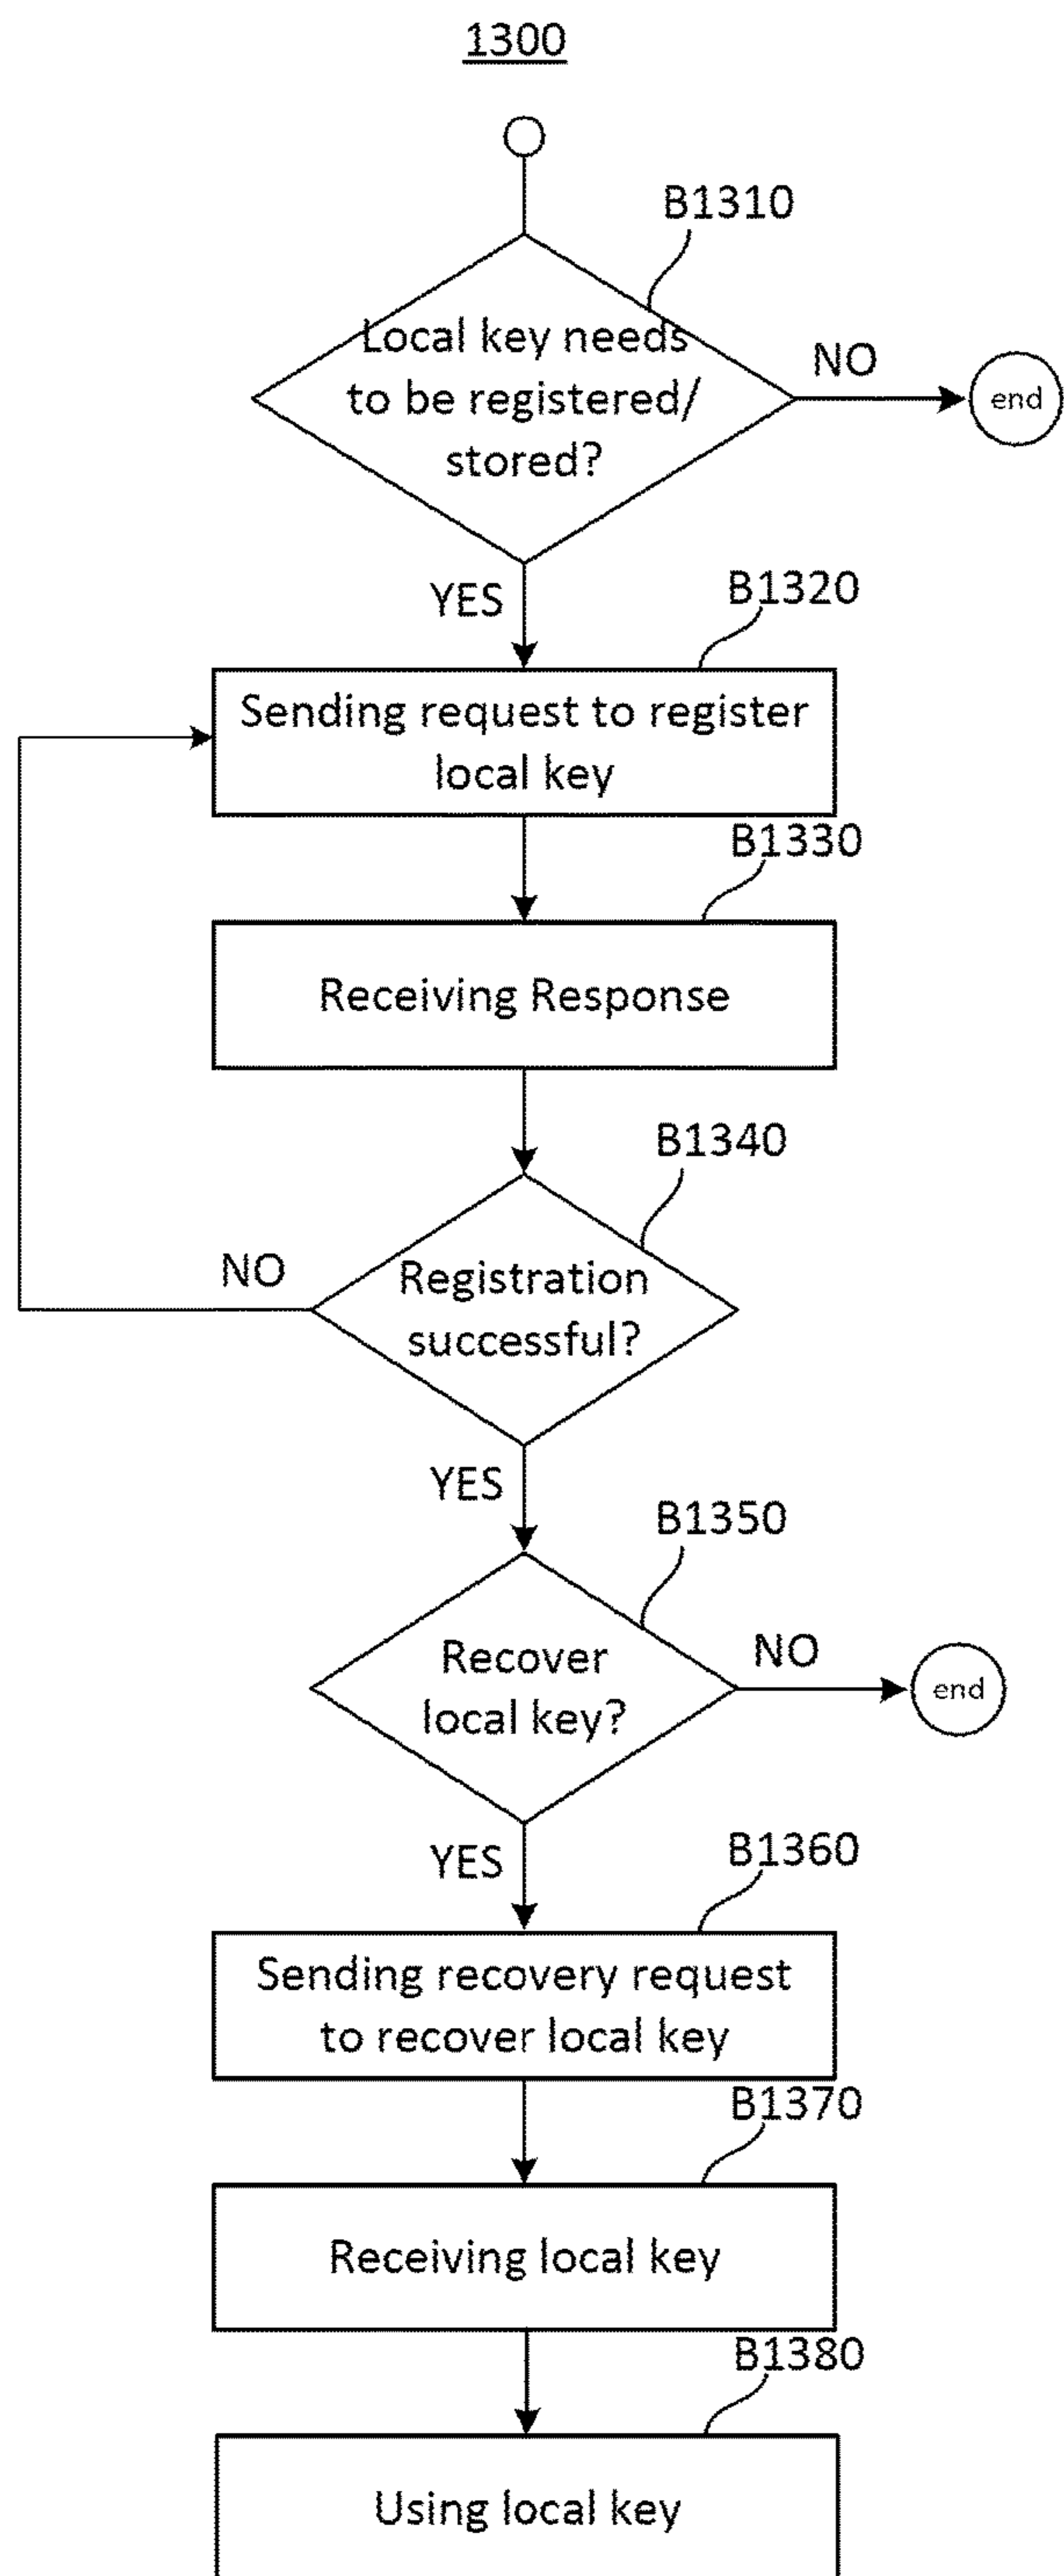 1300
B1310
Local key needs
to be registered/
stored?
NO
end
YES
B1320
Sending request to register
local key
B1330
Receiving Response
B1340
NO
Registration
successful?
YES
B1350
Recover
local key?
NO
end
YES
B1360
Sending recovery request
to recover local key
B1370
Receiving local key
B1380
Using local key